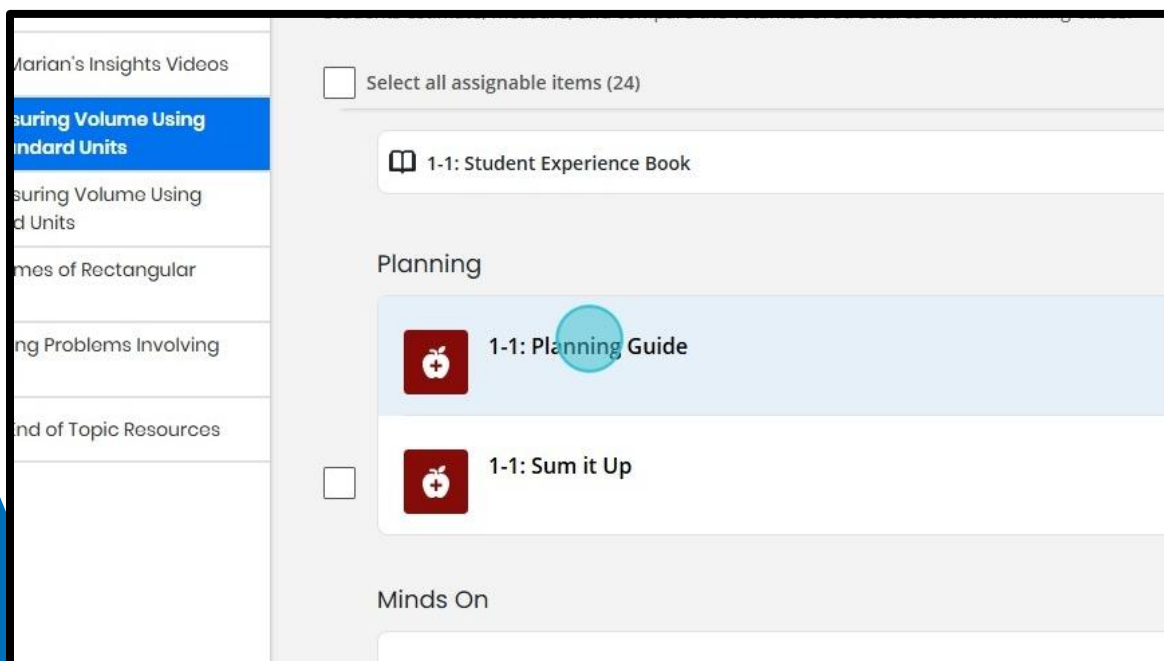 Marian's Insights Videos
suring Volume Using
ndard Units
suring Volume Using
d Units
mes of Rectangular
ng Problems Involving
End of Topic Resources
Select all assignable items (24)
1-1: Student Experience Book
Planning
1-1: Planning Guide
1-1: Sum it Up
Minds On